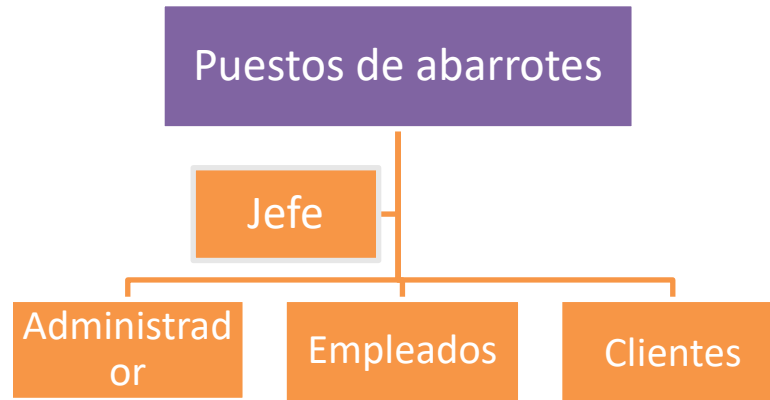 Puestos de abarrotes
Jefe
Administrad
or
Empleados
Clientes